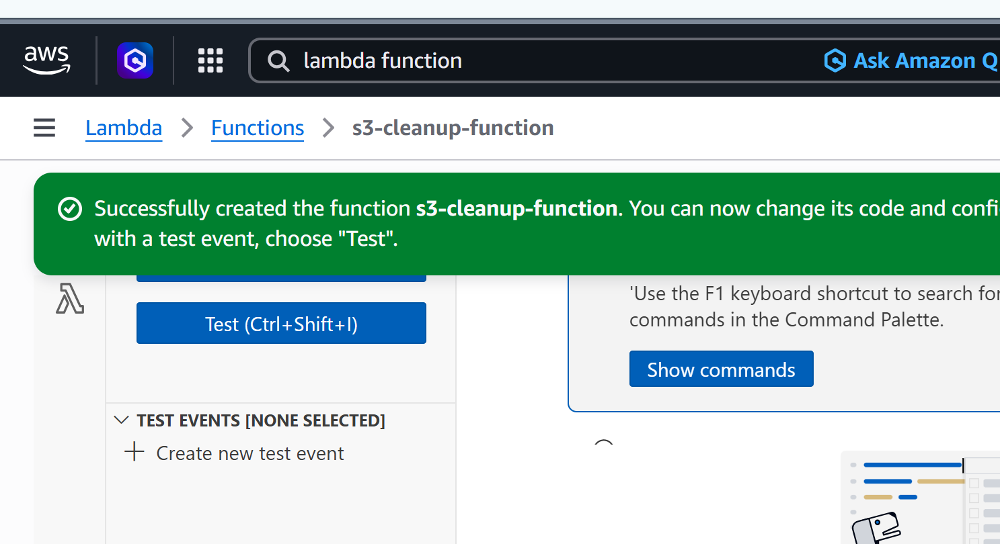 aws
lambda function
Ask Amazon Q
Lambda > Functions > s3-cleanup-function
Successfully created the function s3-cleanup-function. You can now change its code and confi
with a test event, choose "Test".
Test (Ctrl+Shift+I)
'Use the F1 keyboard shortcut to search for
commands in the Command Palette.
Show commands
TEST EVENTS [NONE SELECTED]
Create new test event